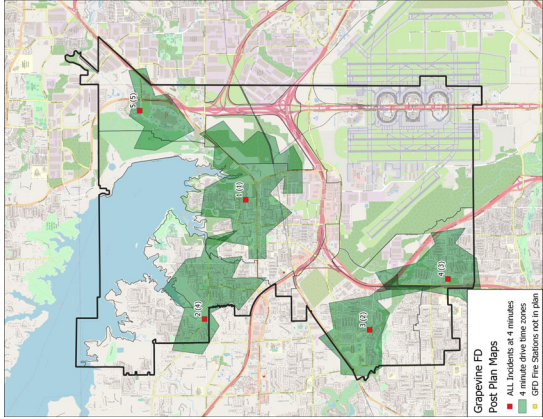 5 (5)
1 (1)
2 (4)
3 (2)
4 (3)
Grapevine FD
Post Plan Maps
ALL Incidents at 4 minutes
4 minute drive time zones
GFD Fire Stations not in plan